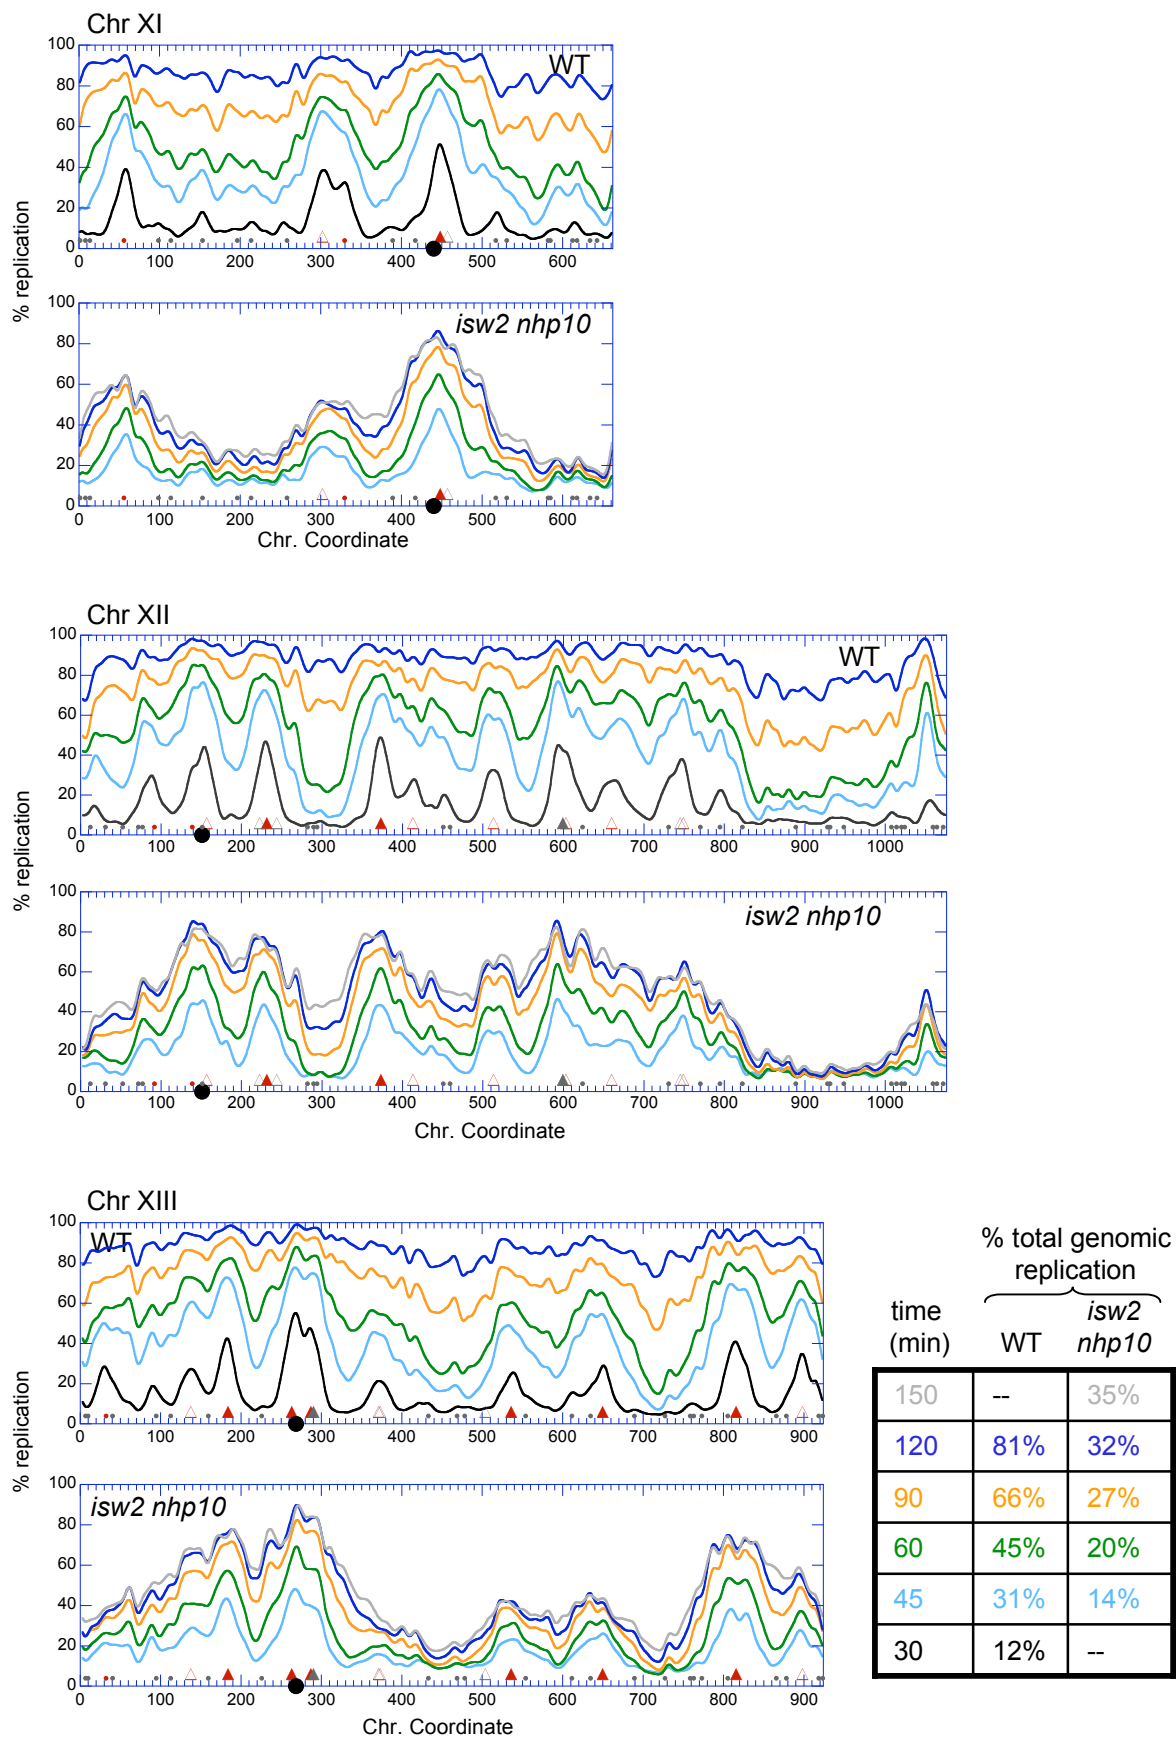 Chr XI
100
80
60
40
20
0
WT
0 100 200 300 400 500 600
% replication
100
80
60
40
20
0
isw2 nhp10
0 100 200 300 400 500 600
Chr. Coordinate
Chr XII
100
80
60
40
20
0
WT
0 100 200 300 400 500 600 700 800 900 1000
% replication
100
80
60
40
20
0
isw2 nhp10
0 100 200 300 400 500 600 700 800 900 1000
Chr. Coordinate
Chr XIII
100
80
60
40
20
0
WT
0 100 200 300 400 500 600 700 800 900
% replication
100
80
60
40
20
0
isw2 nhp10
0 100 200 300 400 500 600 700 800 900
Chr. Coordinate
% total genomic
replication
time
(min)
WT
isw2
nhp10
150 -- 35%
120 81% 32%
90 66% 27%
60 45% 20%
45 31% 14%
30 12% --